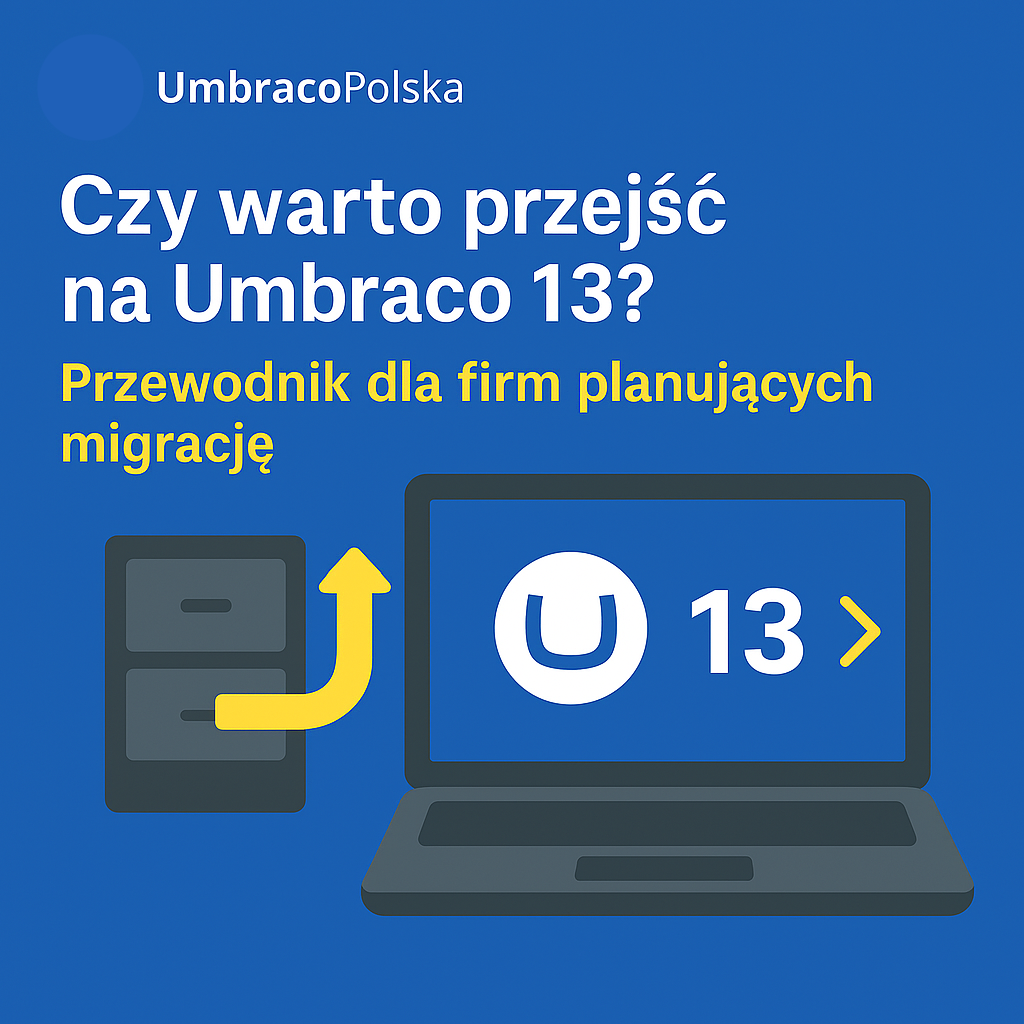 UmbracoPolska
Czy warto przejść
na Umbraco 13?
Przewodnik dla firm planujących
migrację
13